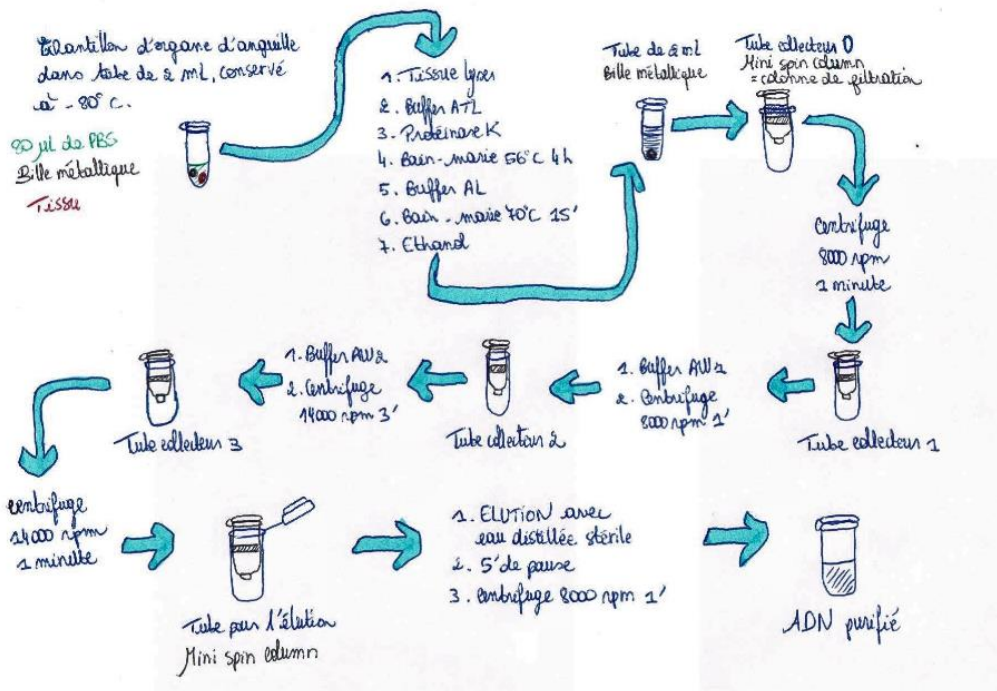 Échantillon d'organe d'anguille
dans tube de 2 mL, conservé
à -80°C.
80 µl de PBS
Bille métallique
Tissu
1. Tissue lyser
2. Buffer ATL
3. Protéinase K
4. Bain-marie 56°C 4h
5. Buffer AL
6. Bain-marie 70°C 15'
7. Ethanol
Tube de 2 mL
Bille métallique
Tube collecteur 0
Mini spin column
= colonne de filtration
Centrifuge
8000 rpm
1 minute
Tube collecteur 1
1. Buffer AW1
2. Centrifuge
8000 rpm 1'
Tube collecteur 2
1. Buffer AW2
2. Centrifuge
14000 rpm 3'
Tube collecteur 3
Centrifuge
14000 rpm
1 minute
Tube pour l'élution
Mini spin column
1. ELUTION avec
eau distillée stérile
2. 5' de pause
3. Centrifuge 8000 rpm 1'
ADN purifié